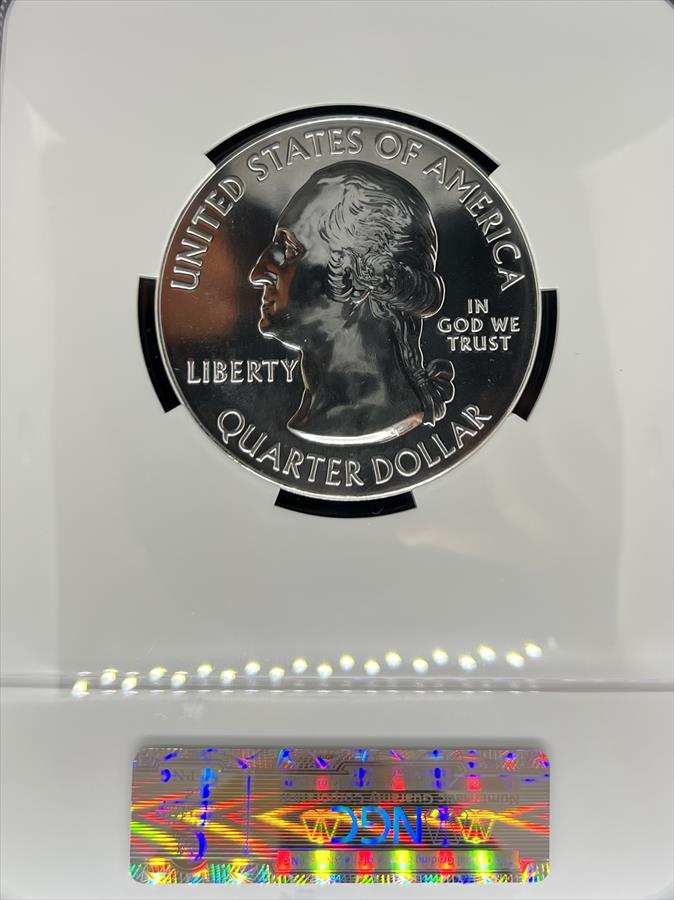 UNITED STATES OF AMERICA
LIBERTY
IN
GOD WE
TRUST
QUARTER DOLLAR
NGC